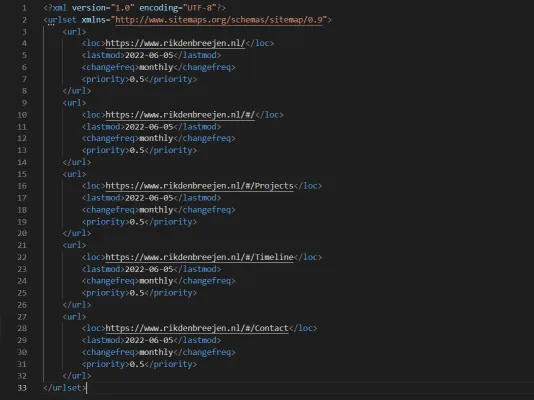 1 <?xml version="1.0" encoding="UTF-8"?>
2 <urlset xmlns="http://www.sitemaps.org/schemas/sitemap/0.9">
3 <url>
4 <loc>https://www.rikdenbreejen.nl/</loc>
5 <lastmod>2022-06-05</lastmod>
6 <changefreq>monthly</changefreq>
7 <priority>0.5</priority>
8 </url>
9 <url>
10 <loc>https://www.rikdenbreejen.nl/#/</loc>
11 <lastmod>2022-06-05</lastmod>
12 <changefreq>monthly</changefreq>
13 <priority>0.5</priority>
14 </url>
15 <url>
16 <loc>https://www.rikdenbreejen.nl/#/Projects</loc>
17 <lastmod>2022-06-05</lastmod>
18 <changefreq>monthly</changefreq>
19 <priority>0.5</priority>
20 </url>
21 <url>
22 <loc>https://www.rikdenbreejen.nl/#/Timeline</loc>
23 <lastmod>2022-06-05</lastmod>
24 <changefreq>monthly</changefreq>
25 <priority>0.5</priority>
26 </url>
27 <url>
28 <loc>https://www.rikdenbreejen.nl/#/Contact</loc>
29 <lastmod>2022-06-05</lastmod>
30 <changefreq>monthly</changefreq>
31 <priority>0.5</priority>
32 </url>
33 </urlset>